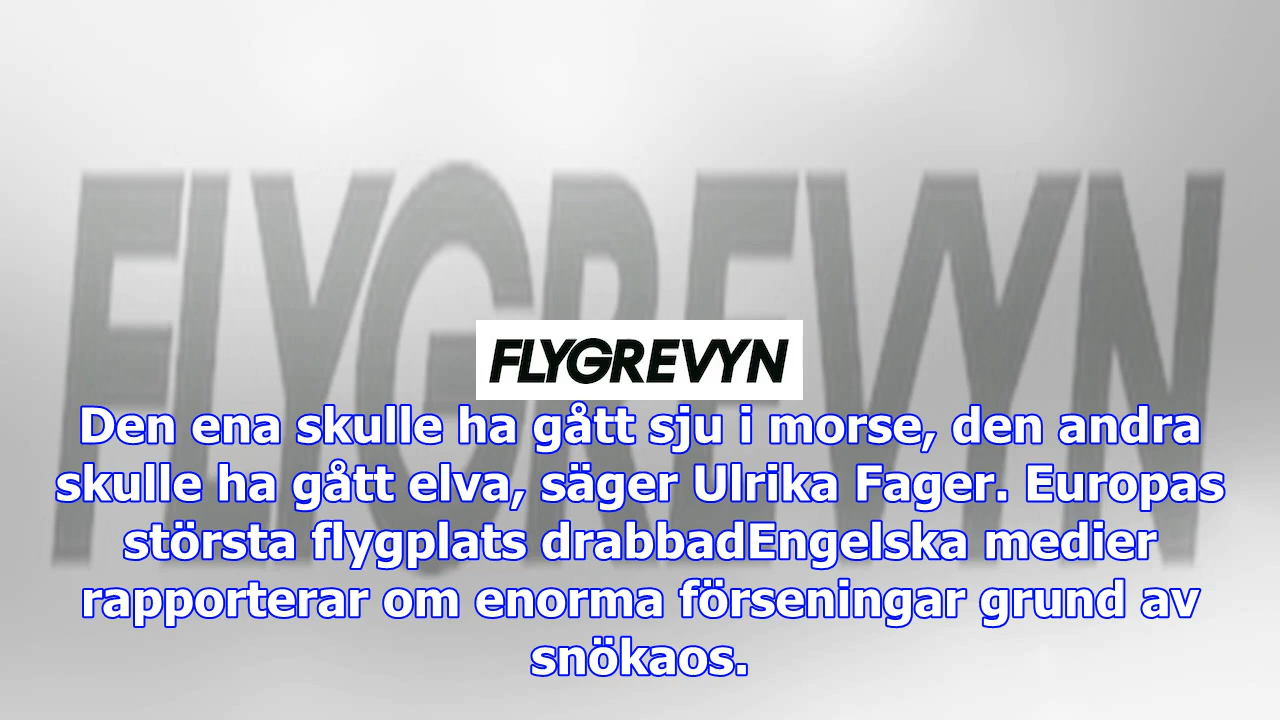 FLYGREVYN
FLYGREVYN
Den ena skulle ha gått sju i morse, den andra
skulle ha gått elva, säger Ulrika Fager. Europas
största flygplats drabbadEngelska medier
rapporterar om enorma förseningar grund av
snökaos.